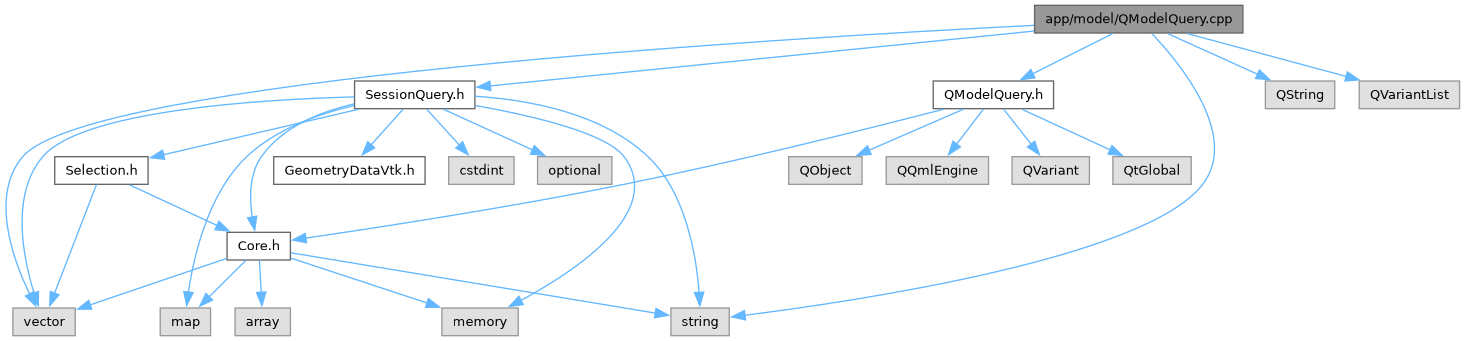 app/model/QModelQuery.cpp
SessionQuery.h
QModelQuery.h
QString
QVariantList
Selection.h
GeometryDataVtk.h
cstdint
optional
QObject
QQmlEngine
QVariant
QtGlobal
Core.h
vector
map
array
memory
string